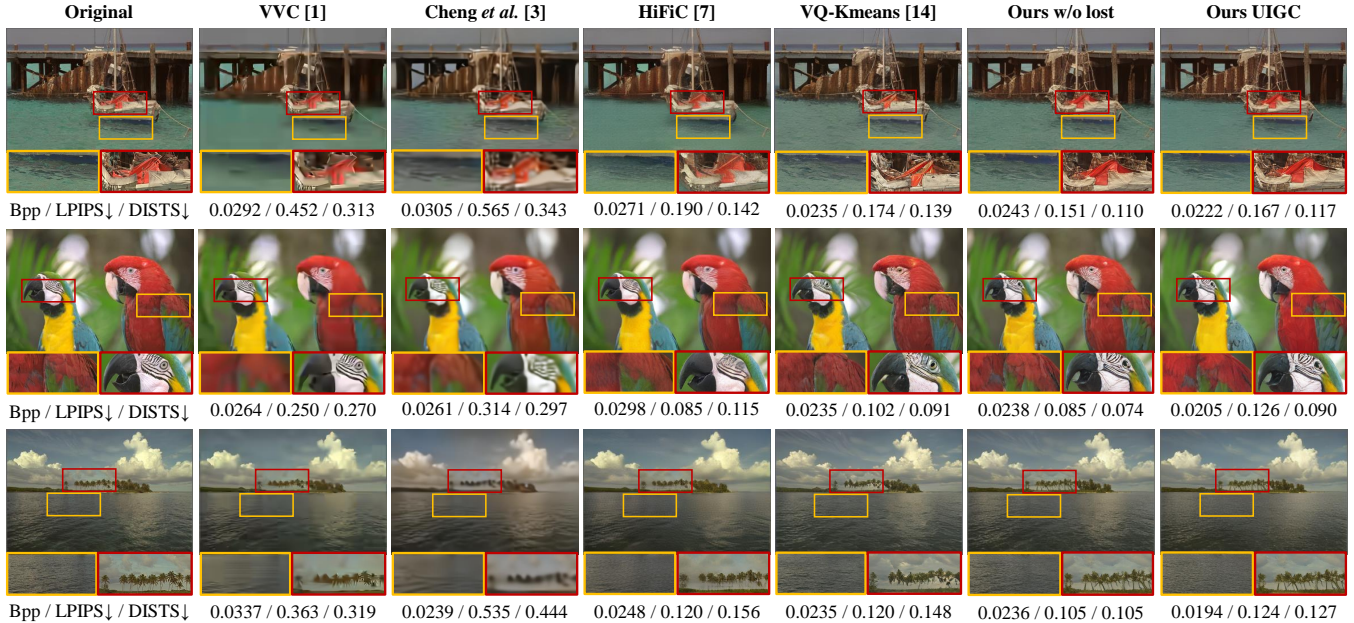 Original VVC [1] Cheng et al. [3] HiFiC [7] VQ-Kmeans [14] Ours w/o lost Ours UIGC
Bpp / LPIPS↓ / DISTS↓ 0.0292 / 0.452 / 0.313 0.0305 / 0.565 / 0.343 0.0271 / 0.190 / 0.142 0.0235 / 0.174 / 0.139 0.0243 / 0.151 / 0.110 0.0222 / 0.167 / 0.117
Bpp / LPIPS↓ / DISTS↓ 0.0264 / 0.250 / 0.270 0.0261 / 0.314 / 0.297 0.0298 / 0.085 / 0.115 0.0235 / 0.102 / 0.091 0.0238 / 0.085 / 0.074 0.0205 / 0.126 / 0.090
Bpp / LPIPS↓ / DISTS↓ 0.0337 / 0.363 / 0.319 0.0239 / 0.535 / 0.444 0.0248 / 0.120 / 0.156 0.0235 / 0.120 / 0.148 0.0236 / 0.105 / 0.105 0.0194 / 0.124 / 0.127